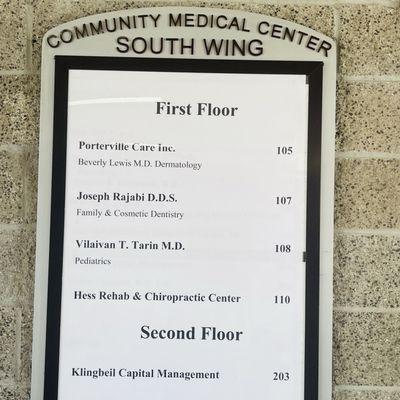 COMMUNITY MEDICAL CENTER
SOUTH WING
First Floor
Porterville Care Inc. 105
Beverly Lewis M.D. Dermatology
Joseph Rajabi D.D.S. 107
Family & Cosmetic Dentistry
Vilaivan T. Tarin M.D. 108
Pediatrics
Hess Rehab & Chiropractic Center 110
Second Floor
Klingbeil Capital Management 203